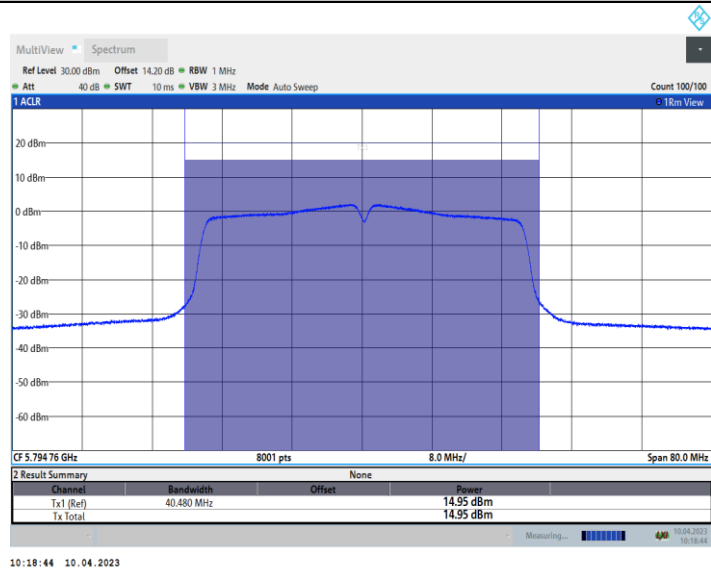 MultiView Spectrum
Ref Level 30.00 dBm Offset 14.20 dB RBW 1 MHz
Att 40 dB SWT 10 ms VBW 3 MHz Mode Auto Sweep Count 100/100
1 ACLR 1Rm View
20 dBm
10 dBm
0 dBm
-10 dBm
-20 dBm
-30 dBm
-40 dBm
-50 dBm
-60 dBm
CF 5.794 76 GHz 8001 pts 8.0 MHz/ Span 80.0 MHz
2 Result Summary None
Channel Bandwidth Offset Power
Tx1 (Ref) 40.480 MHz 14.95 dBm
Tx Total 14.95 dBm
Measuring... 10.04.2023
10:18:44
10:18:44 10.04.2023